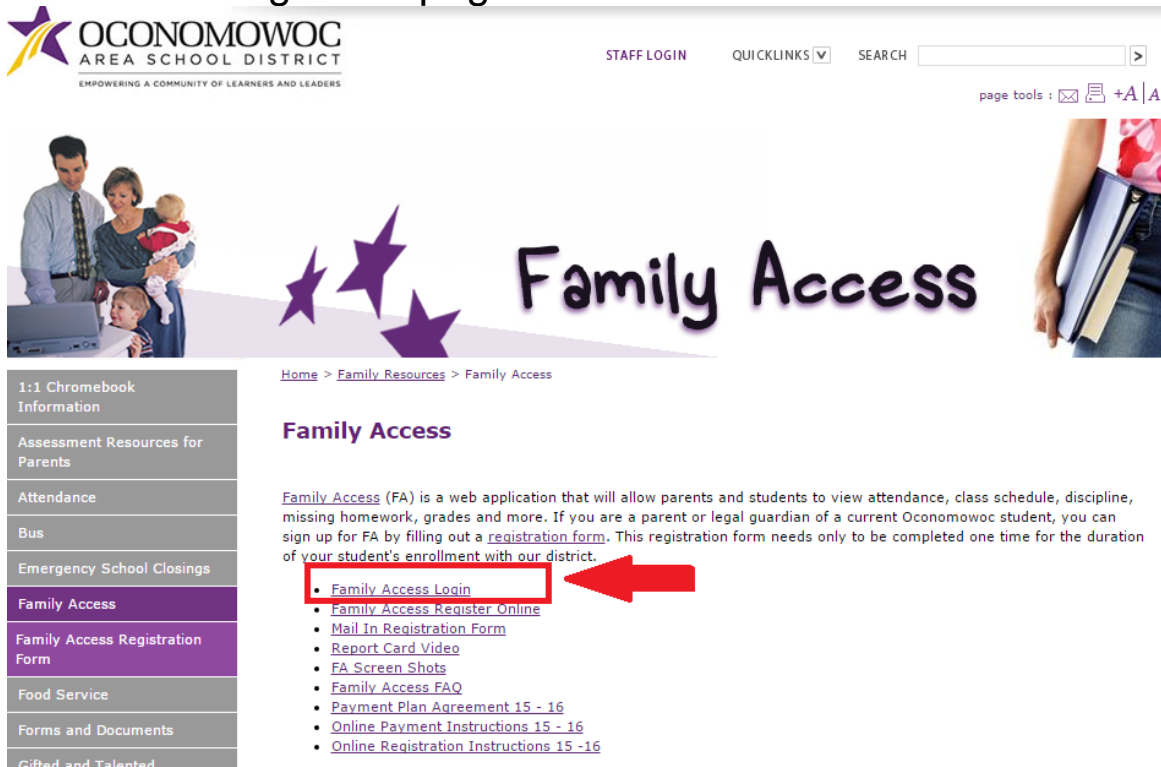 OCONOMOWOC
AREA SCHOOL DISTRICT
EMPOWERING A COMMUNITY OF LEARNERS AND LEADERS
STAFF LOGIN QUICKLINKS SEARCH
page tools : +A | A
Family Access
1:1 Chromebook
Information
Assessment Resources for
Parents
Attendance
Bus
Emergency School Closings
Family Access
Family Access Registration
Form
Food Service
Forms and Documents
Gifted and Talented
Home > Family Resources > Family Access
Family Access
Family Access (FA) is a web application that will allow parents and students to view attendance, class schedule, discipline,
missing homework, grades and more. If you are a parent or legal guardian of a current Oconomowoc student, you can
sign up for FA by filling out a registration form. This registration form needs only to be completed one time for the duration
of your student's enrollment with our district.
• Family Access Login
• Family Access Register Online
• Mail In Registration Form
• Report Card Video
• FA Screen Shots
• Family Access FAQ
• Payment Plan Agreement 15 - 16
• Online Payment Instructions 15 - 16
• Online Registration Instructions 15 -16